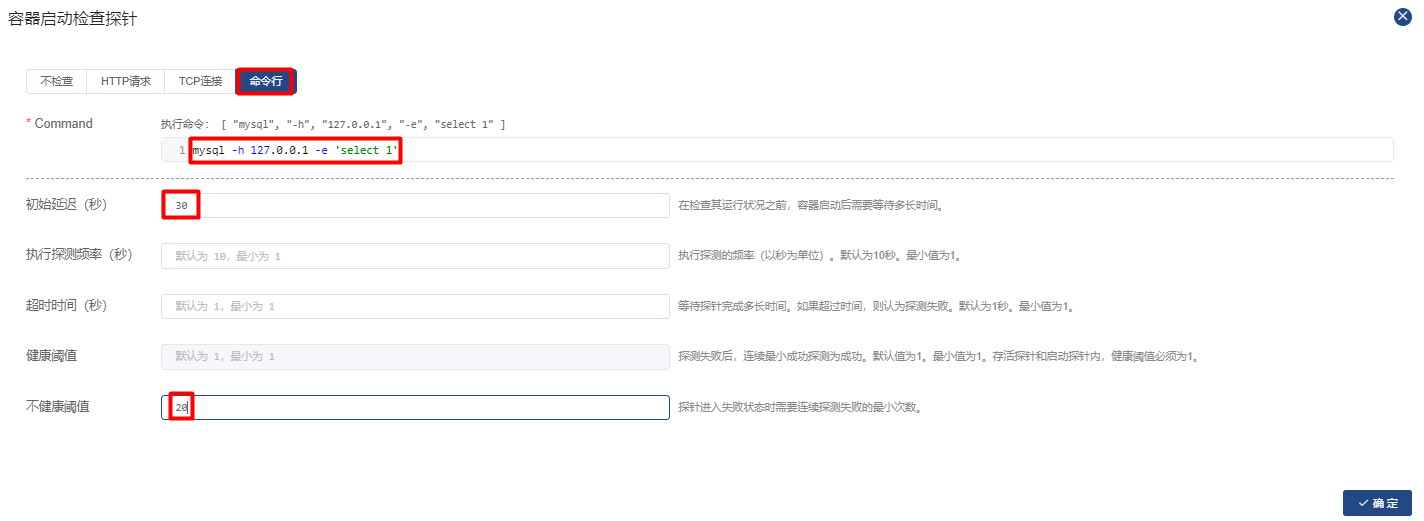 容器启动检查探针
不检查 HTTP请求 TCP连接 命令行
* Command 执行命令： [ "mysql", "-h", "127.0.0.1", "-e", "select 1" ]
1 mysql -h 127.0.0.1 -e 'select 1'
初始延迟（秒） 30 在检查其运行状况之前，容器启动后需要等待多长时间。
执行探测频率（秒） 默认为 10，最小为 1 执行探测的频率（以秒为单位）。默认为10秒。最小值为1。
超时时间（秒） 默认为 1，最小为 1 等待探针完成多长时间。如果超过时间，则认为探测失败。默认为1秒。最小值为1。
健康阈值 默认为 1，最小为 1 探测失败后，连续最小成功探测为成功。默认值为1。最小值为1。存活探针和启动探针内，健康阈值必须为1。
不健康阈值 20 探针进入失败状态时需要连续探测失败的最小次数。
确定